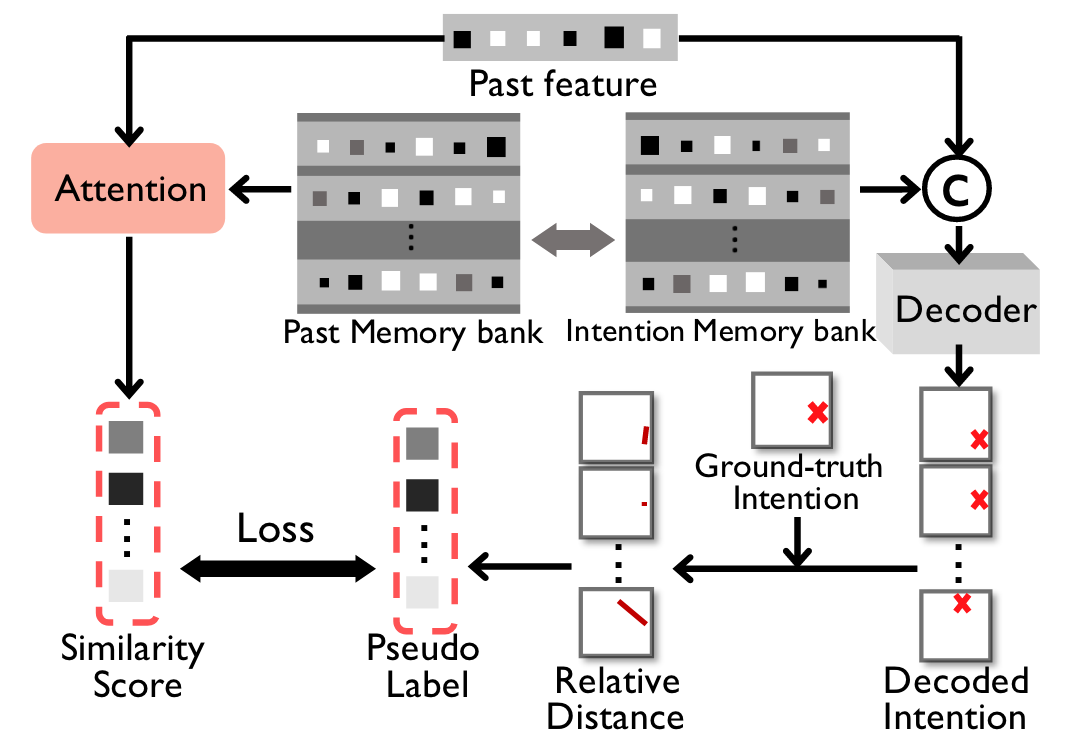 Past feature
Attention
C
Past Memory bank
Intention Memory bank
Decoder
Ground-truth
Intention
Loss
Similarity
Score
Pseudo
Label
Relative
Distance
Decoded
Intention